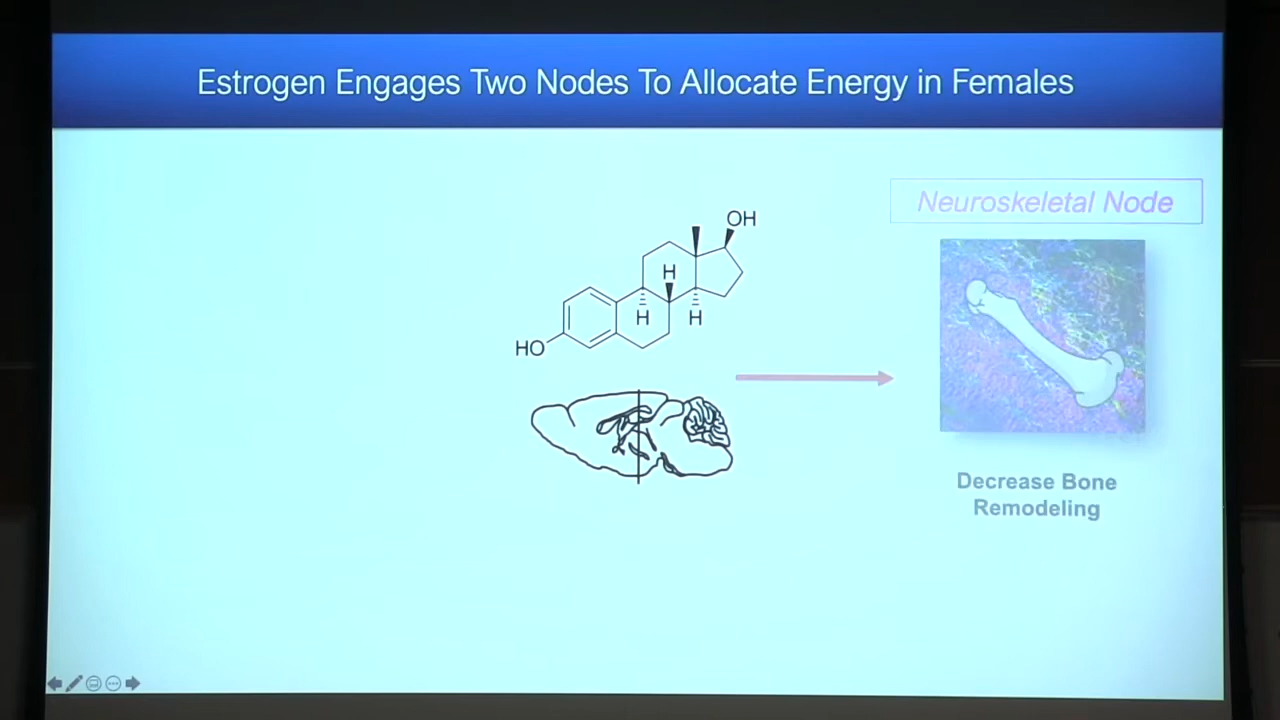 Estrogen Engages Two Nodes To Allocate Energy in Females
Neuroskeletal Node
OH
H
H
H
HO
Decrease Bone
Remodeling